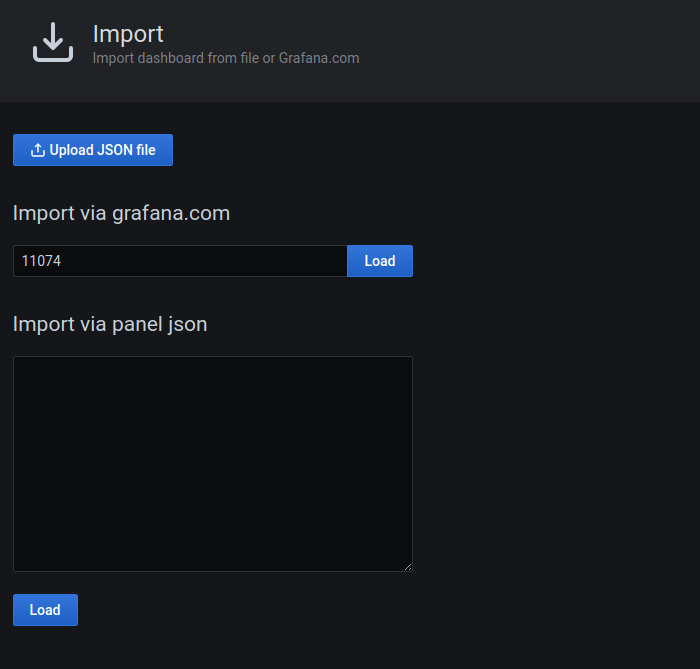 Import
Import dashboard from file or Grafana.com
Upload JSON file
Import via grafana.com
11074
Load
Import via panel json
Load